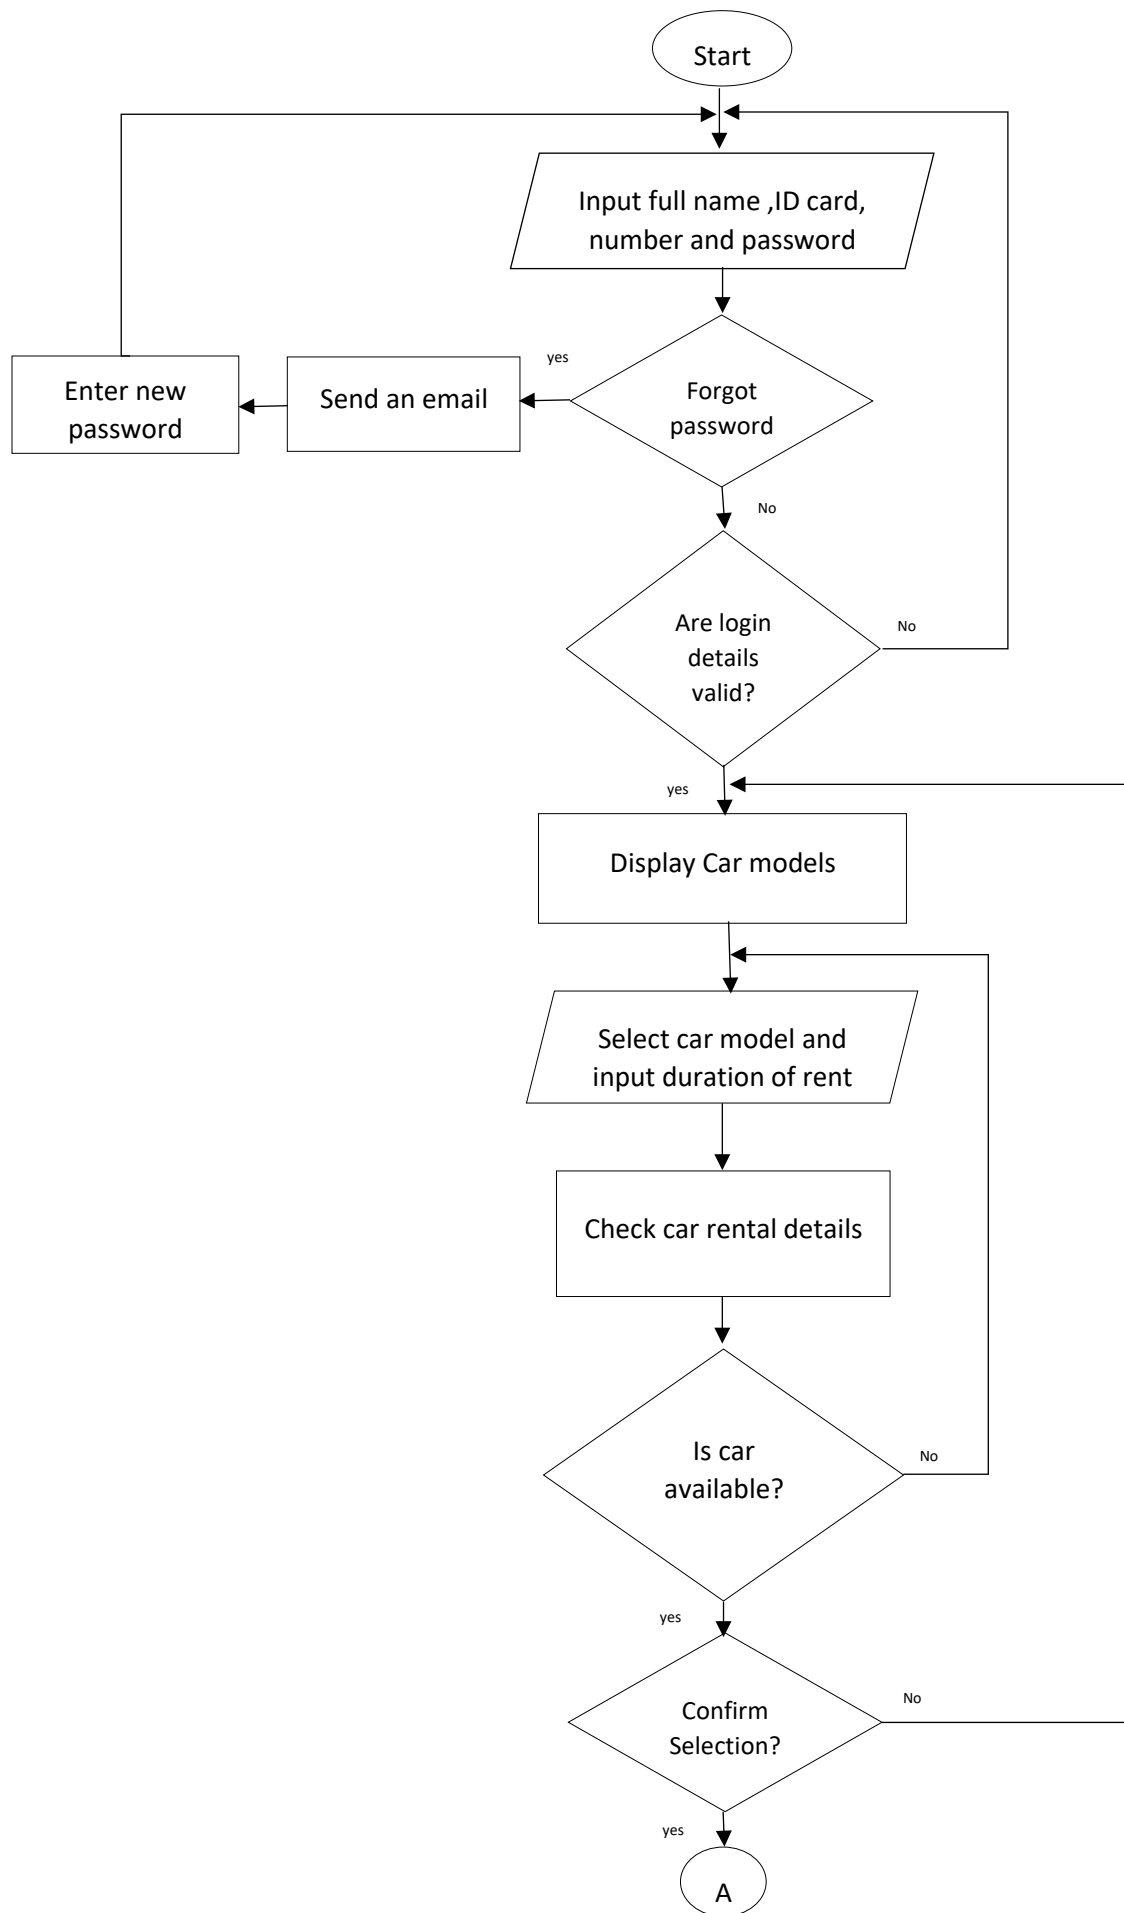 Start
Input full name ,ID card,
number and password
yes
Forgot
password
Send an email
Enter new
password
No
Are login
details
valid?
No
yes
Display Car models
Select car model and
input duration of rent
Check car rental details
Is car
available?
No
yes
Confirm
Selection?
No
yes
A